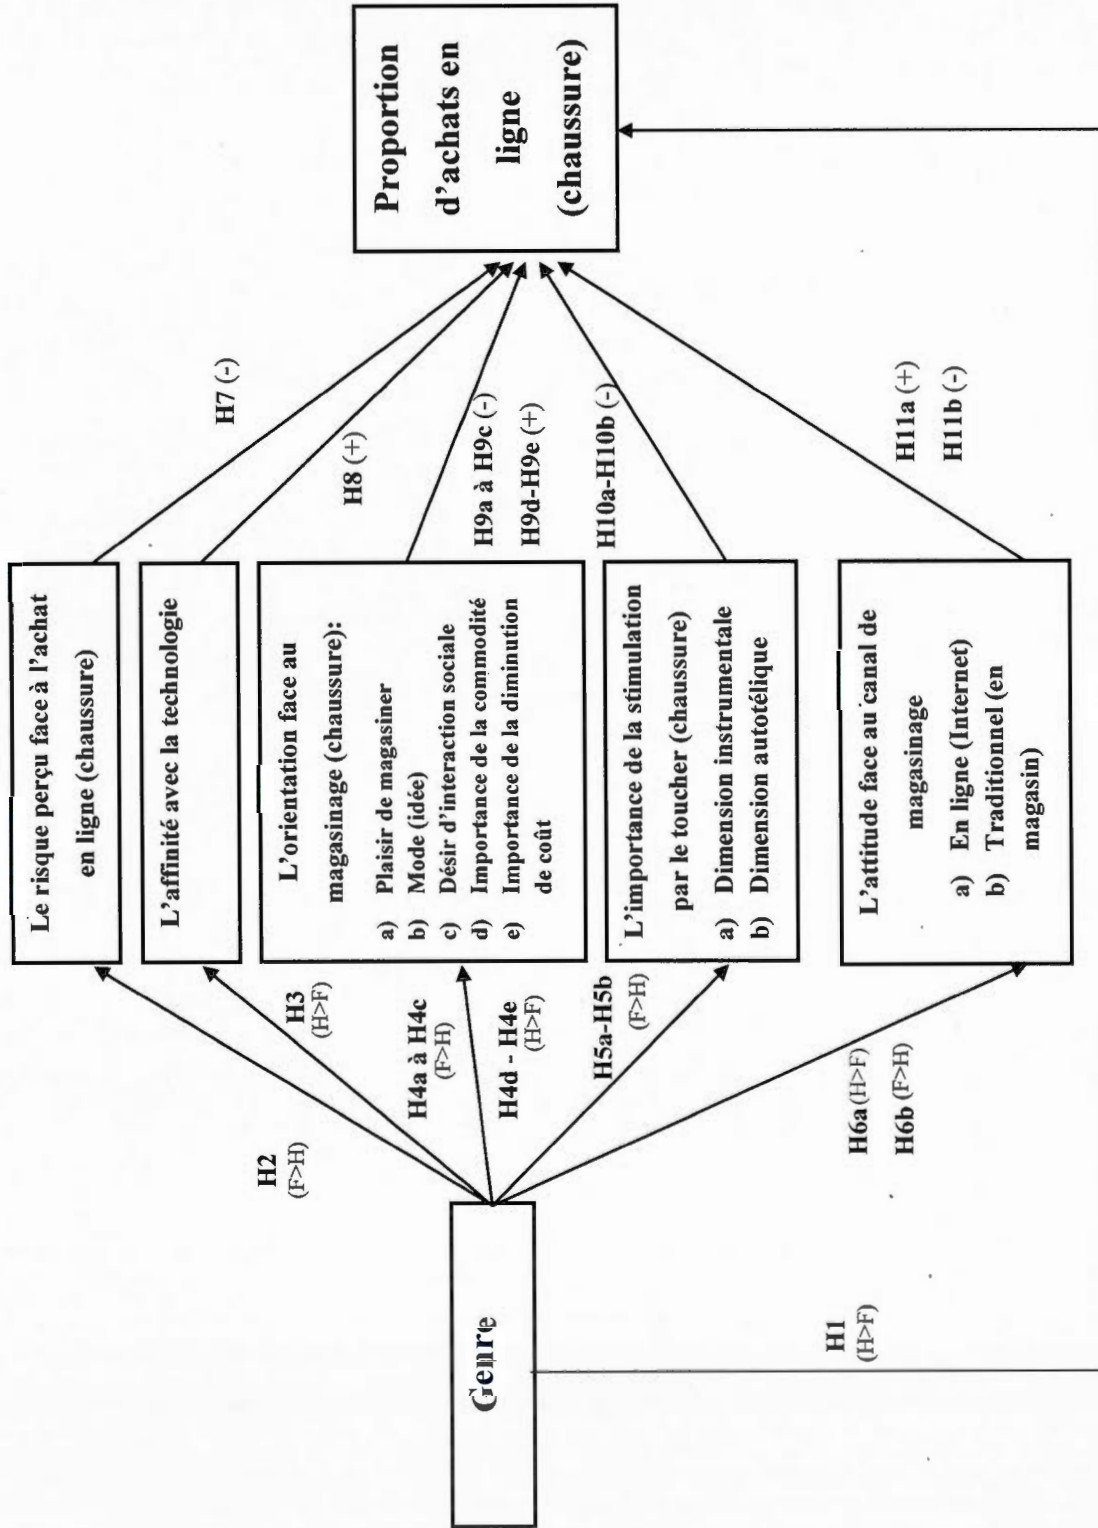 Genre
H1
(H>F)
H2
(F>H)
H3
(H>F)
H4a à H4c
(F>H)
H4d - H4e
(H>F)
H5a-H5b
(F>H)
H6a (H>F)
H6b (F>H)
Le risque perçu face à l'achat
en ligne (chaussure)
L'affinité avec la technologie
L'orientation face au
magasinage (chaussure):
a) Plaisir de magasiner
b) Mode (idée)
c) Désir d'interaction sociale
d) Importance de la commodité
e) Importance de la diminution
de coût
L'importance de la stimulation
par le toucher (chaussure)
a) Dimension instrumentale
b) Dimension autotélique
L'attitude face au canal de
magasinage
a) En ligne (Internet)
b) Traditionnel (en
magasin)
H7 (-)
H8 (+)
H9a à H9c (-)
H9d-H9e (+)
H10a-H10b (-)
H11a (+)
H11b (-)
Proportion
d'achats en
ligne
(chaussure)